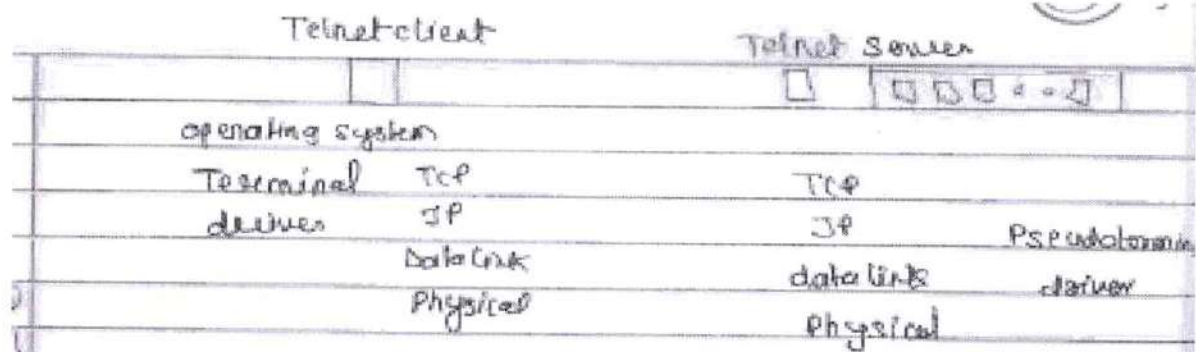 Telnet client Telnet Server
operating system
Terminal TCP TCP
driver IP IP Pseudotermin
Data link data link driver
Physical Physical